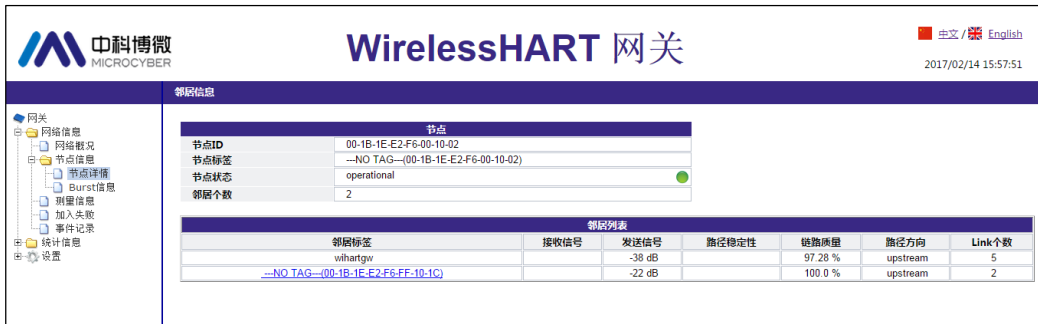 中科博微
MICROCYBER
WirelessHART 网关
中文 / English
2017/02/14 15:57:51
邻居信息
网关
网络信息
网络概况
节点信息
节点详情
Burst信息
测量信息
加入失败
事件记录
统计信息
设置
节点
节点ID 00-1B-1E-E2-F6-00-10-02
节点标签 ---NO TAG---(00-1B-1E-E2-F6-00-10-02)
节点状态 operational
邻居个数 2
邻居列表
邻居标签 接收信号 发送信号 路径稳定性 链路质量 路径方向 Link个数
wihartgw -38 dB 97.28 % upstream 5
---NO TAG---(00-1B-1E-E2-F6-FF-10-1C) -22 dB 100.0 % upstream 2